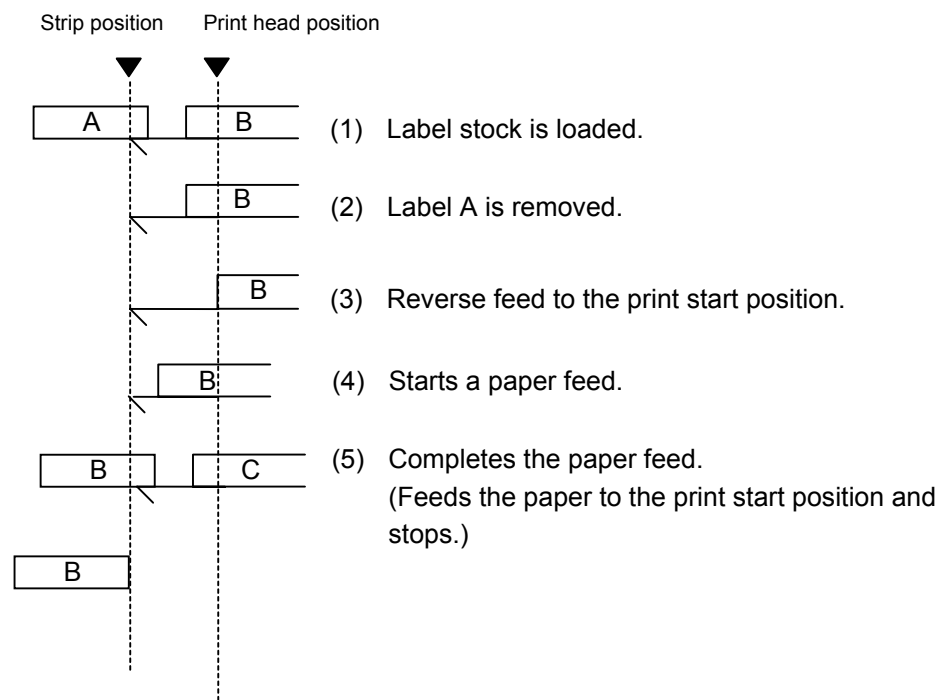 Strip position Print head position
A B (1) Label stock is loaded.
B (2) Label A is removed.
B (3) Reverse feed to the print start position.
B (4) Starts a paper feed.
B C (5) Completes the paper feed.
(Feeds the paper to the print start position and
stops.)
B